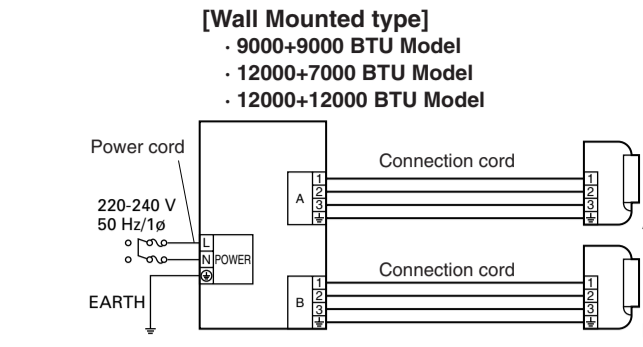 [Wall Mounted type]
· 9000+9000 BTU Model
· 12000+7000 BTU Model
· 12000+12000 BTU Model
Power cord
Connection cord
220-240 V
50 Hz/1ø
A
1
2
3
1
2
3
L
N
POWER
EARTH
Connection cord
B
1
2
3
1
2
3